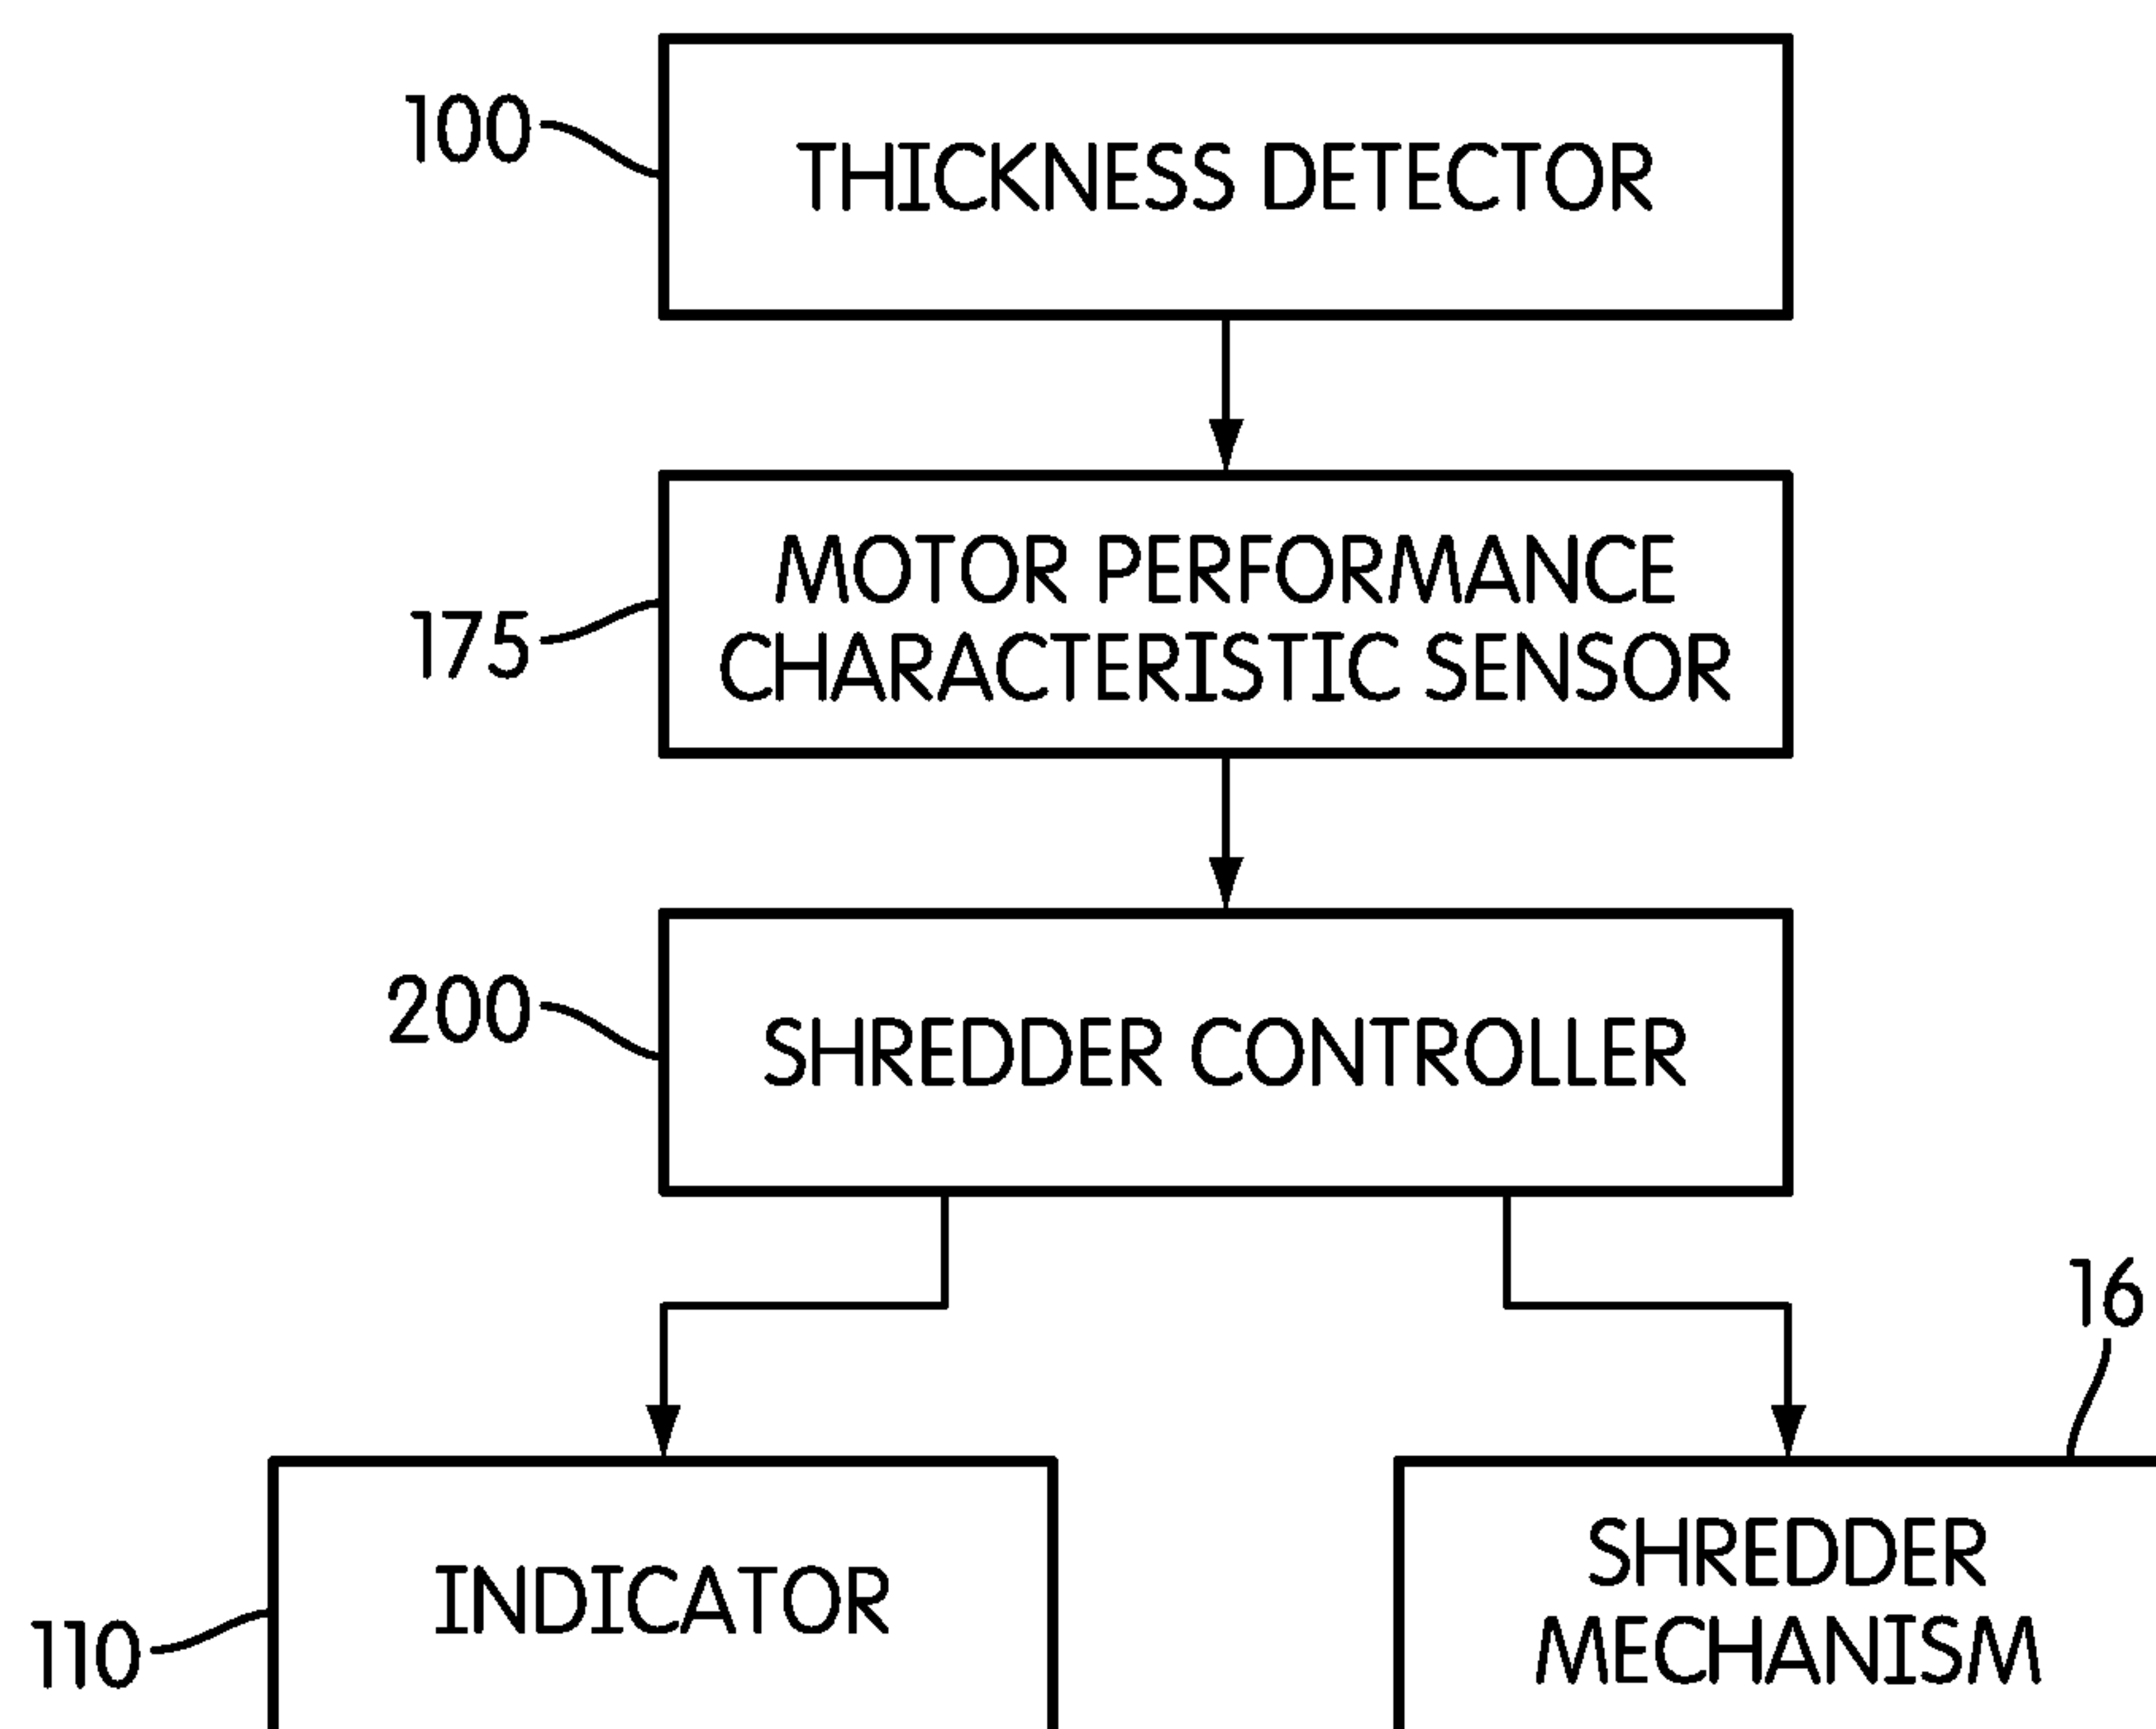 100
THICKNESS DETECTOR
175
MOTOR PERFORMANCE
CHARACTERISTIC SENSOR
200
SHREDDER CONTROLLER
16
110
INDICATOR
SHREDDER
MECHANISM